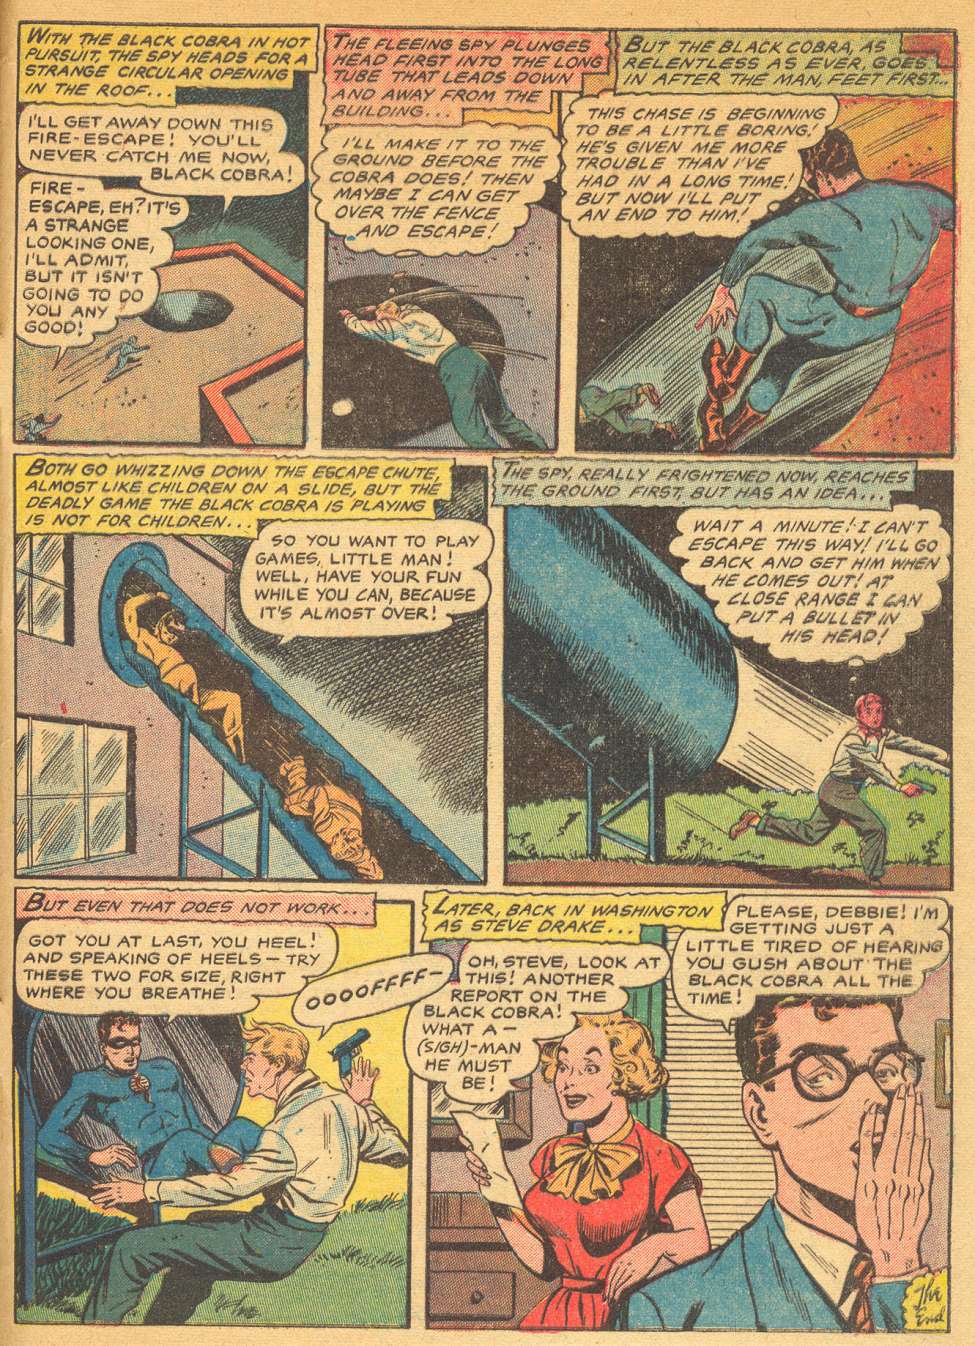 WITH THE BLACK COBRA IN HOT
PURSUIT, THE SPY HEADS FOR A
STRANGE CIRCULAR OPENING
IN THE ROOF...
I'LL GET AWAY DOWN THIS
FIRE-ESCAPE! YOU'LL
NEVER CATCH ME NOW,
BLACK COBRA!
FIRE-
ESCAPE, EH? IT'S
A STRANGE
LOOKING ONE,
I'LL ADMIT,
BUT IT ISN'T
GOING TO DO
YOU ANY
GOOD!
THE FLEEING SPY PLUNGES
HEAD FIRST INTO THE LONG
TUBE THAT LEADS DOWN
AND AWAY FROM THE
BUILDING...
I'LL MAKE IT TO THE
GROUND BEFORE THE
COBRA DOES! THEN
MAYBE I CAN GET
OVER THE FENCE
AND ESCAPE!
BUT THE BLACK COBRA, AS
RELENTLESS AS EVER, GOES
IN AFTER THE MAN, FEET FIRST...
THIS CHASE IS BEGINNING
TO BE A LITTLE BORING!
HE'S GIVEN ME MORE
TROUBLE THAN I'VE
HAD IN A LONG TIME!
BUT NOW I'LL PUT
AN END TO HIM!
BOTH GO WHIZZING DOWN THE ESCAPE CHUTE,
ALMOST LIKE CHILDREN ON A SLIDE, BUT THE
DEADLY GAME THE BLACK COBRA IS PLAYING
IS NOT FOR CHILDREN...
SO YOU WANT TO PLAY
GAMES, LITTLE MAN!
WELL, HAVE YOUR FUN
WHILE YOU CAN, BECAUSE
IT'S ALMOST OVER!
THE SPY, REALLY FRIGHTENED NOW, REACHES
THE GROUND FIRST, BUT HAS AN IDEA...
WAIT A MINUTE! I CAN'T
ESCAPE THIS WAY! I'LL GO
BACK AND GET HIM WHEN
HE COMES OUT! AT
CLOSE RANGE I CAN
PUT A BULLET IN
HIS HEAD!
BUT EVEN THAT DOES NOT WORK...
GOT YOU AT LAST, YOU HEEL!
AND SPEAKING OF HEELS - TRY
THESE TWO FOR SIZE, RIGHT
WHERE YOU BREATHE!
OOOOFFFF-
LATER, BACK IN WASHINGTON
AS STEVE DRAKE...
OH, STEVE, LOOK AT
THIS! ANOTHER
REPORT ON THE
BLACK COBRA!
WHAT A-
(SIGH)-MAN
HE MUST
BE!
PLEASE, DEBBIE! I'M
GETTING JUST A
LITTLE TIRED OF HEARING
YOU GUSH ABOUT THE
BLACK COBRA ALL THE
TIME!
The
End